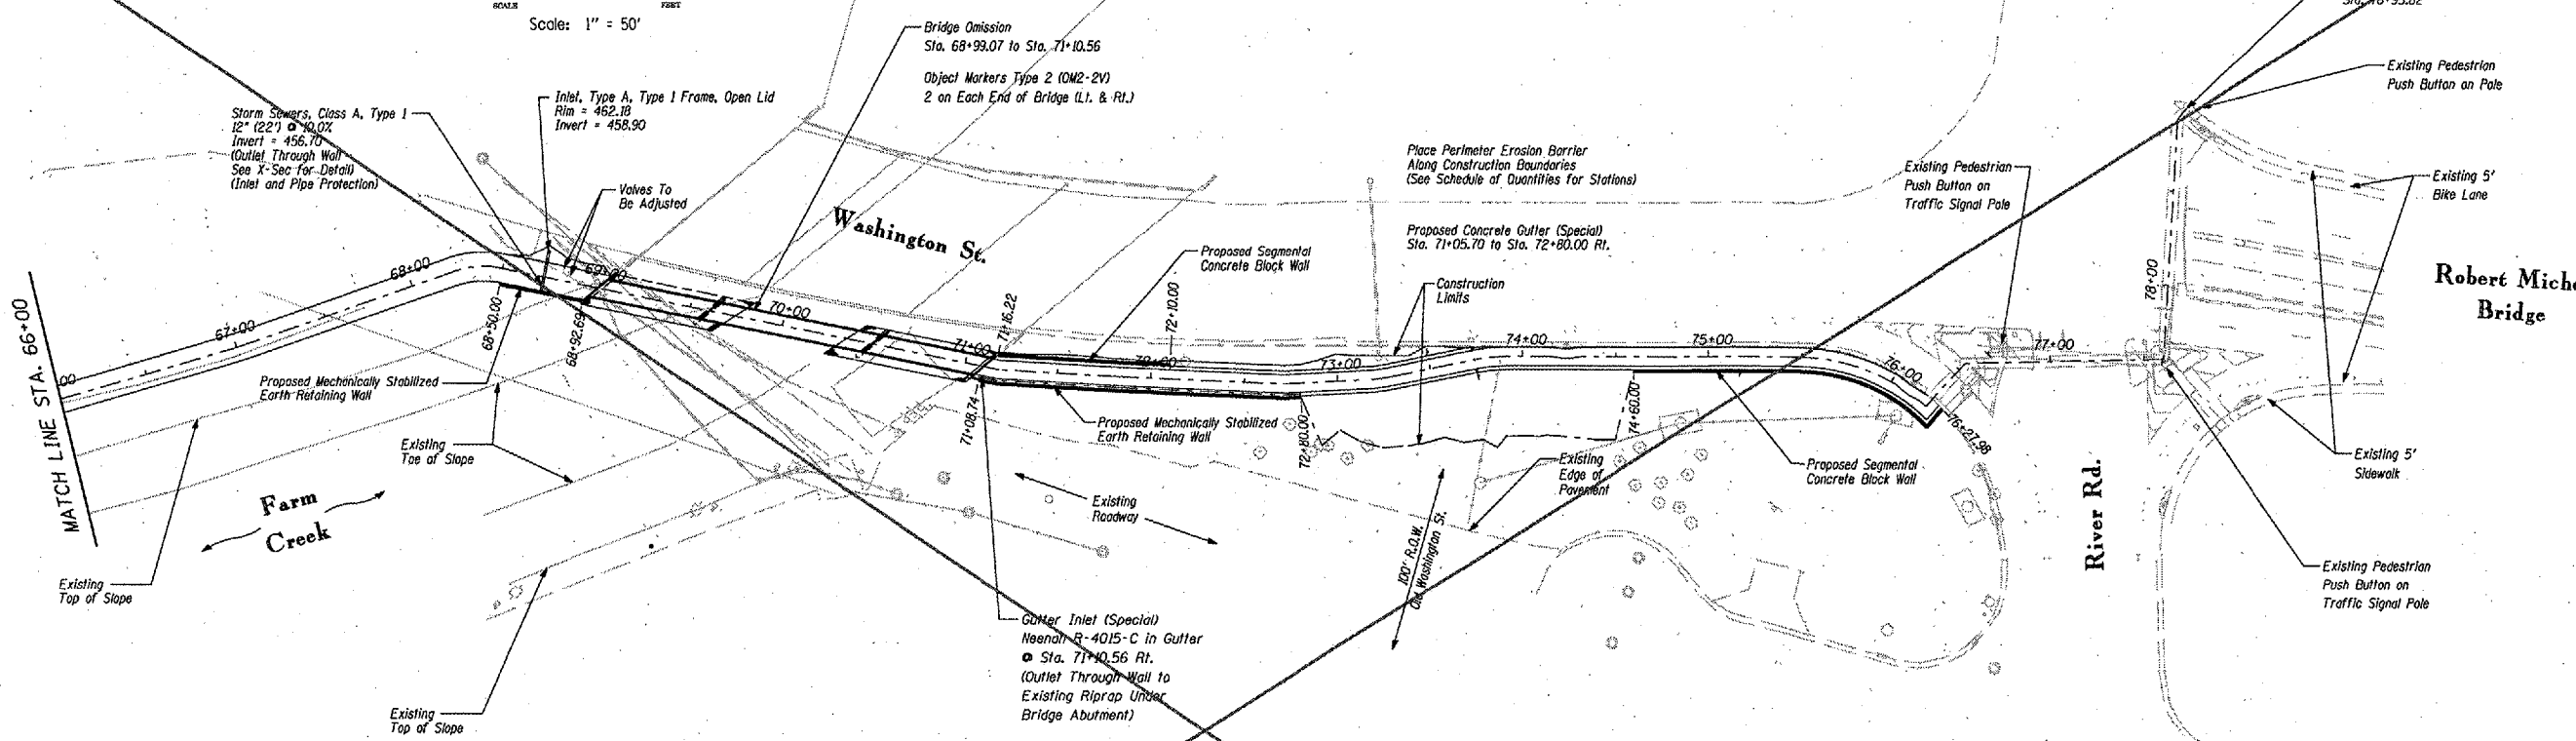 SCALE
FEET
Scale: 1" = 50'
Bridge Omission
Sta. 68+99.07 to Sta. 71+10.56
Object Markers Type 2 (OM2-2V)
2 on Each End of Bridge (Lt. & Rt.)
Storm Sewers, Class A, Type 1
12" (22') @ 10.0%
Invert = 456.70
(Outlet Through Wall
See X-Sec for Detail)
(Inlet and Pipe Protection)
Inlet, Type A, Type 1 Frame, Open Lid
Rim = 462.18
Invert = 458.90
Valves To
Be Adjusted
Washington St.
Place Perimeter Erosion Barrier
Along Construction Boundaries
(See Schedule of Quantities for Stations)
Proposed Concrete Gutter (Special)
Sta. 71+05.70 to Sta. 72+80.00 Rt.
Proposed Segmental
Concrete Block Wall
Construction
Limits
Existing Pedestrian
Push Button on
Traffic Signal Pole
Existing Pedestrian
Push Button on Pole
Existing 5'
Bike Lane
Robert Miche
Bridge
MATCH LINE STA. 66+00
00
67+00
68+00
69+00
70+00
71+00
72+00
73+00
74+00
75+00
76+00
77+00
78+00
68+50.00
68+92.69
71+16.22
71+08.74
72+10.00
72+80.00
74+60.00
76+27.98
Proposed Mechanically Stabilized
Earth Retaining Wall
Existing
Toe of Slope
Farm
Creek
Existing
Top of Slope
Existing
Top of Slope
Proposed Mechanically Stabilized
Earth Retaining Wall
Existing
Roadway
Gutter Inlet (Special)
Neenah R-4015-C in Gutter
@ Sta. 71+10.56 Rt.
(Outlet Through Wall to
Existing Riprap Under
Bridge Abutment)
100' R.O.W.
Old Washington St.
Existing
Edge of
Pavement
Proposed Segmental
Concrete Block Wall
River Rd.
Existing 5'
Sidewalk
Existing Pedestrian
Push Button on
Traffic Signal Pole